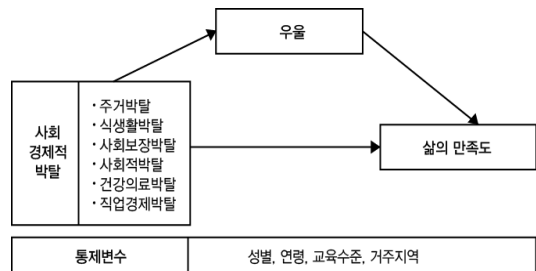 우울
사회
경제적
박탈
· 주거박탈
· 식생활박탈
· 사회보장박탈
· 사회적박탈
· 건강의료박탈
· 직업경제박탈
삶의 만족도
통제변수
성별, 연령, 교육수준, 거주지역